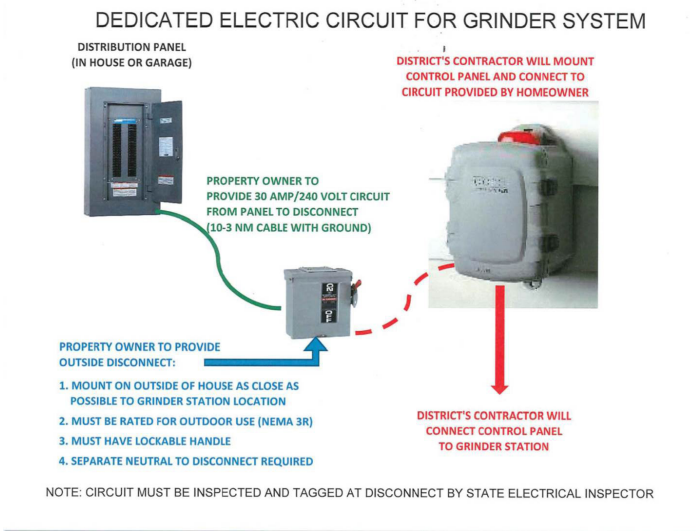 DEDICATED ELECTRIC CIRCUIT FOR GRINDER SYSTEM
DISTRIBUTION PANEL
(IN HOUSE OR GARAGE)
DISTRICT'S CONTRACTOR WILL MOUNT
CONTROL PANEL AND CONNECT TO
CIRCUIT PROVIDED BY HOMEOWNER
PROPERTY OWNER TO
PROVIDE 30 AMP/240 VOLT CIRCUIT
FROM PANEL TO DISCONNECT
(10-3 NM CABLE WITH GROUND)
ON
OFF
PROPERTY OWNER TO PROVIDE
OUTSIDE DISCONNECT:
1. MOUNT ON OUTSIDE OF HOUSE AS CLOSE AS
POSSIBLE TO GRINDER STATION LOCATION
2. MUST BE RATED FOR OUTDOOR USE (NEMA 3R)
3. MUST HAVE LOCKABLE HANDLE
4. SEPARATE NEUTRAL TO DISCONNECT REQUIRED
DISTRICT'S CONTRACTOR WILL
CONNECT CONTROL PANEL
TO GRINDER STATION
NOTE: CIRCUIT MUST BE INSPECTED AND TAGGED AT DISCONNECT BY STATE ELECTRICAL INSPECTOR